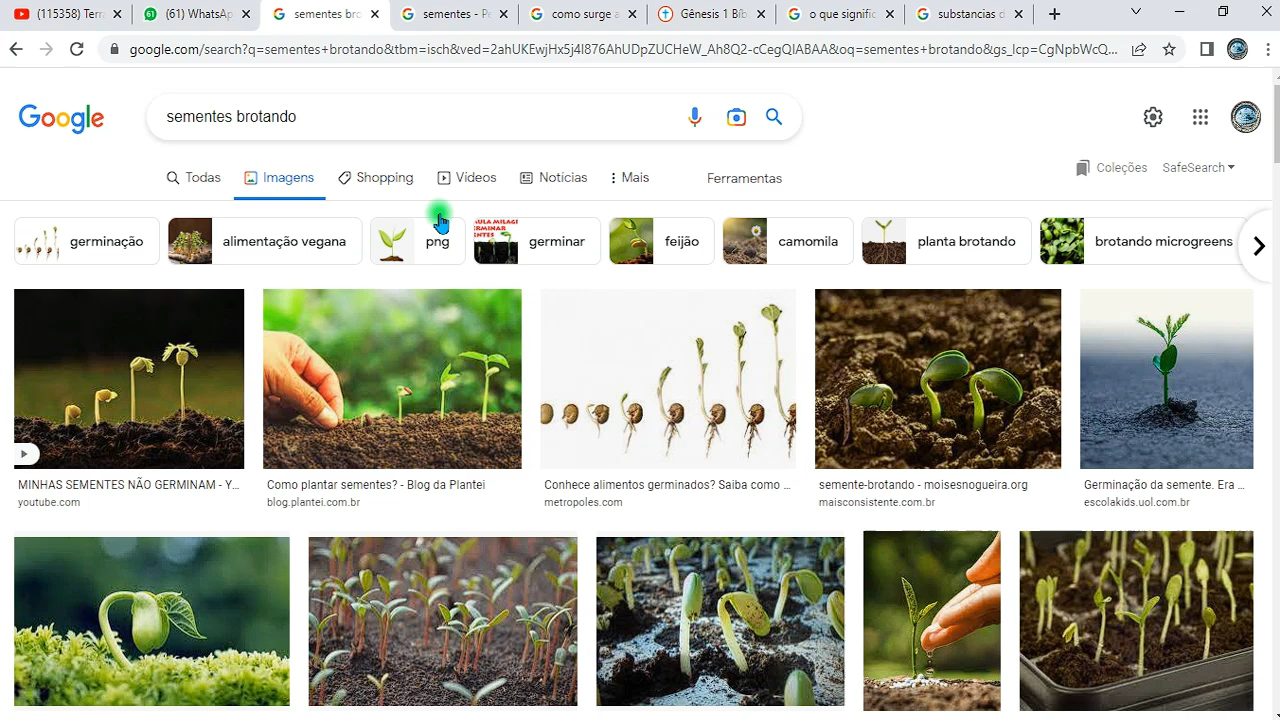 (115358) Terr
(61) WhatsAp
sementes bro
sementes - Pe
como surge a
Gênesis 1 - Bíb
o que signific
substancias d
google.com/search?q=sementes+brotando&tbm=isch&ved=2ahUKEwjHx5j4l876AhUDpZUCHeW_Ah8Q2-cCegQIABAA&oq=sementes+brotando&gs_lcp=CgNpbWcQ...
Google
sementes brotando
Todas
Imagens
Shopping
Vídeos
Notícias
Mais
Ferramentas
Coleções
SafeSearch
germinação
alimentação vegana
png
AULA MILAGR
germinar
feijão
camomila
planta brotando
brotando microgreens
MINHAS SEMENTES NÃO GERMINAM - Y...
youtube.com
Como plantar sementes? - Blog da Plantei
blog.plantei.com.br
Conhece alimentos germinados? Saiba como ...
metropoles.com
semente-brotando - moisesnogueira.org
maisconsistente.com.br
Germinação da semente. Era ...
escolakids.uol.com.br